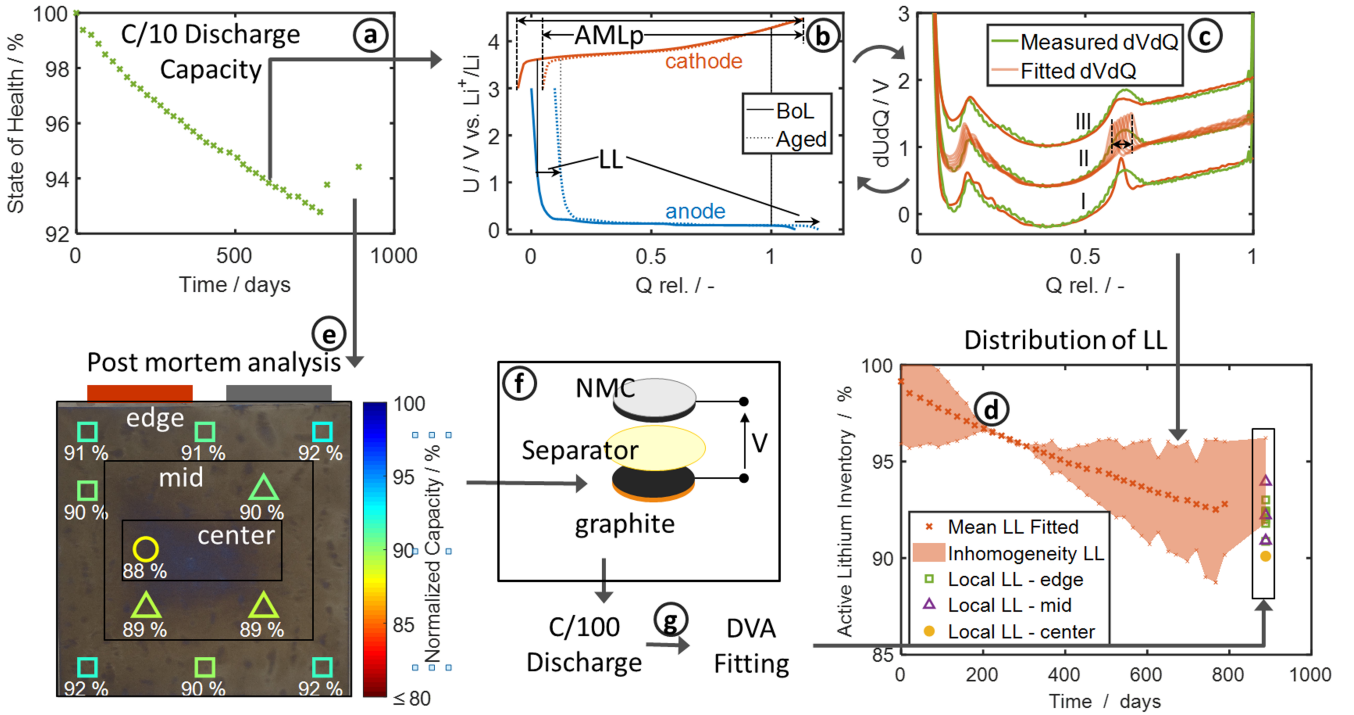 100
98
96
94
92
State of Health / %
C/10 Discharge
Capacity
a
0
500
1000
Time / days
4
3
2
1
0
U / V vs. Li+/Li
AMLp
b
cathode
BoL
Aged
LL
anode
0
0.5
1
Q rel. / -
3
2
1
0
dUdQ / V
c
Measured dVdQ
Fitted dVdQ
III
II
I
0
0.5
1
Q rel. / -
e
Post mortem analysis
edge
91 %
91 %
92 %
mid
90 %
90 %
center
88 %
89 %
89 %
92 %
90 %
92 %
100
95
90
85
≤ 80
Normalized Capacity / %
f
NMC
Separator
V
graphite
C/100
Discharge
g
DVA
Fitting
Distribution of LL
100
95
90
85
Active Lithium Inventory / %
d
Mean LL Fitted
Inhomogeneity LL
Local LL - edge
Local LL - mid
Local LL - center
0
200
400
600
800
1000
Time / days